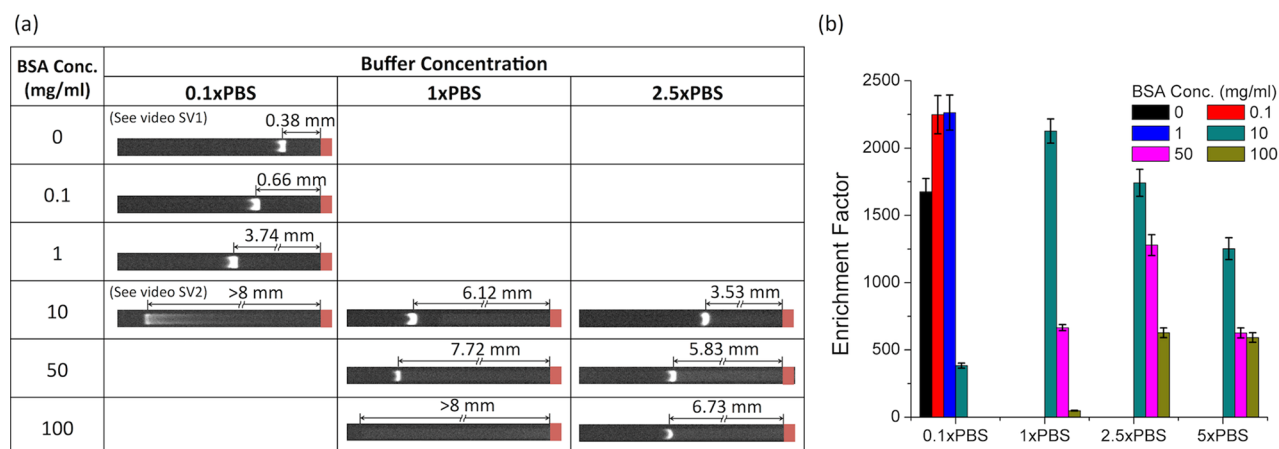 (a)
BSA Conc.
(mg/ml)
Buffer Concentration
0.1xPBS 1xPBS 2.5xPBS
0
(See video SV1)
0.38 mm
0.1
0.66 mm
1
3.74 mm
10
(See video SV2)
>8 mm
6.12 mm
3.53 mm
50
7.72 mm
5.83 mm
100
>8 mm
6.73 mm
(b)
Enrichment Factor
2500
2000
1500
1000
500
0
BSA Conc. (mg/ml)
0 0.1
1 10
50 100
0.1xPBS 1xPBS 2.5xPBS 5xPBS